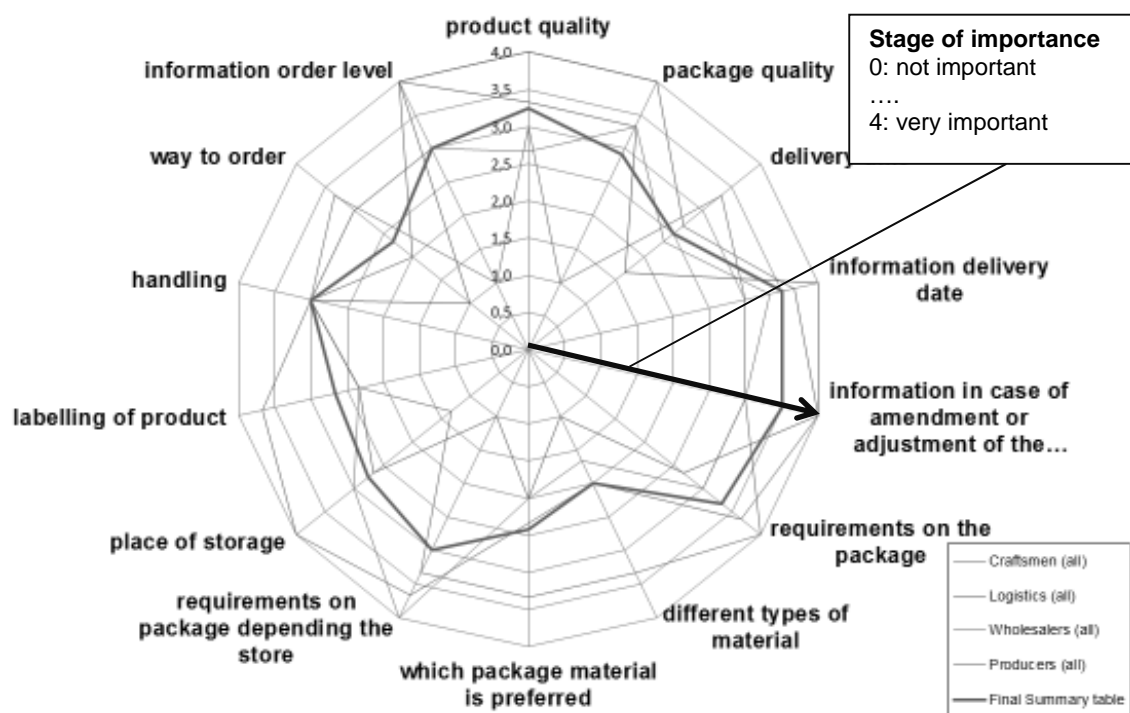 product quality
Stage of importance
0: not important
….
4: very important
information order level
package quality
way to order
delivery
handling
information delivery
date
labelling of product
information in case of
amendment or
adjustment of the…
place of storage
requirements on the
package
requirements on
package depending the
store
different types of
material
which package material
is preferred
4,0
3,5
3,0
2,5
2,0
1,5
1,0
0,5
0,0
Craftsmen (all)
Logistics (all)
Wholesalers (all)
Producers (all)
Final Summary table